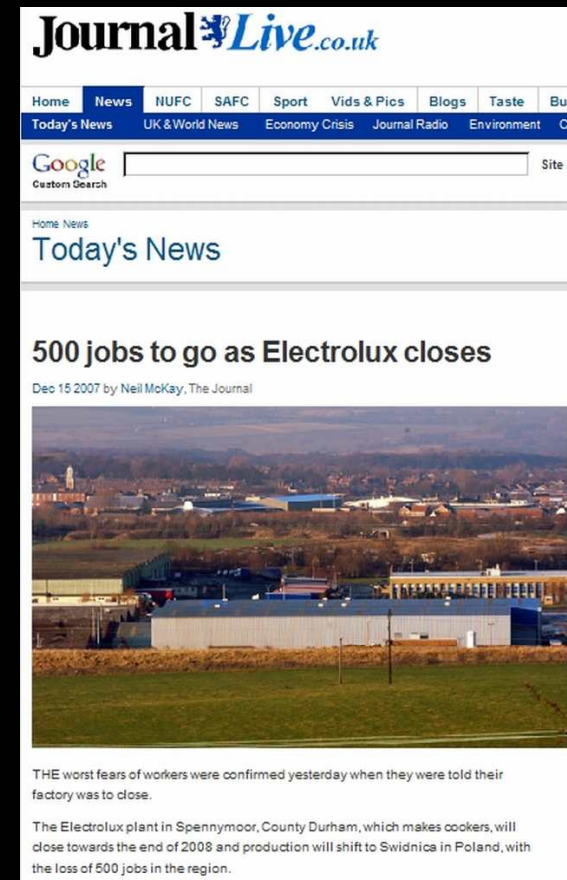 Journal Live.co.uk
Home News NUFC SAFC Sport Vids & Pics Blogs Taste
Today's News UK & World News Economy Crisis Journal Radio Environment
Google
Custom Search
Site
Home News
Today's News
500 jobs to go as Electrolux closes
Dec 15 2007 by Neil McKay, The Journal
THE worst fears of workers were confirmed yesterday when they were told their
factory was to close.
The Electrolux plant in Spennymoor, County Durham, which makes cookers, will
close towards the end of 2008 and production will shift to Swidnica in Poland, with
the loss of 500 jobs in the region.